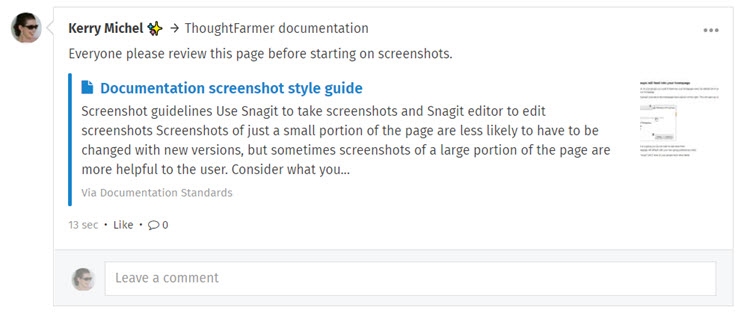 Kerry Michel ✨ → ThoughtFarmer documentation
Everyone please review this page before starting on screenshots.
Documentation screenshot style guide
Screenshot guidelines Use Snagit to take screenshots and Snagit editor to edit
screenshots Screenshots of just a small portion of the page are less likely to have to be
changed with new versions, but sometimes screenshots of a large portion of the page are
more helpful to the user. Consider what you...
Via Documentation Standards
13 sec • Like • 0
Leave a comment